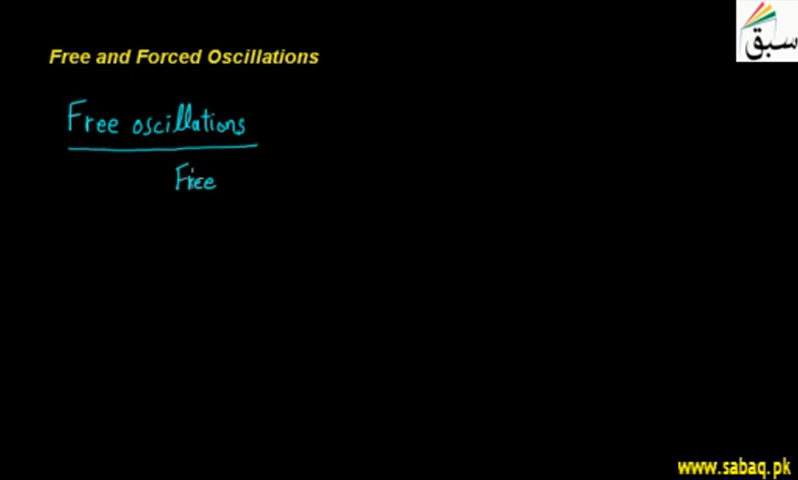 سبق
Free and Forced Oscillations
Free oscillations
Free
www.sabaq.pk